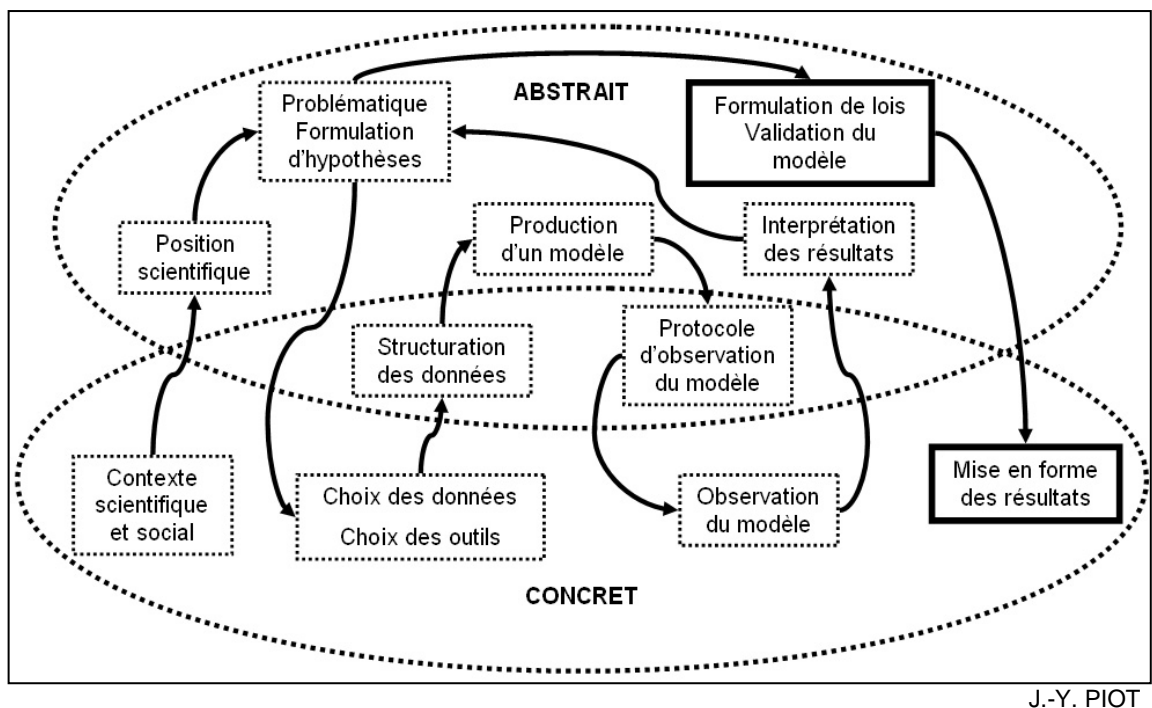 ABSTRAIT
Problématique
Formulation
d'hypothèses
Formulation de lois
Validation du
modèle
Position
scientifique
Production
d'un modèle
Interprétation
des résultats
Structuration
des données
Protocole
d'observation
du modèle
Contexte
scientifique
et social
Choix des données
Choix des outils
Observation
du modèle
Mise en forme
des résultats
CONCRET
J.-Y. PIOT